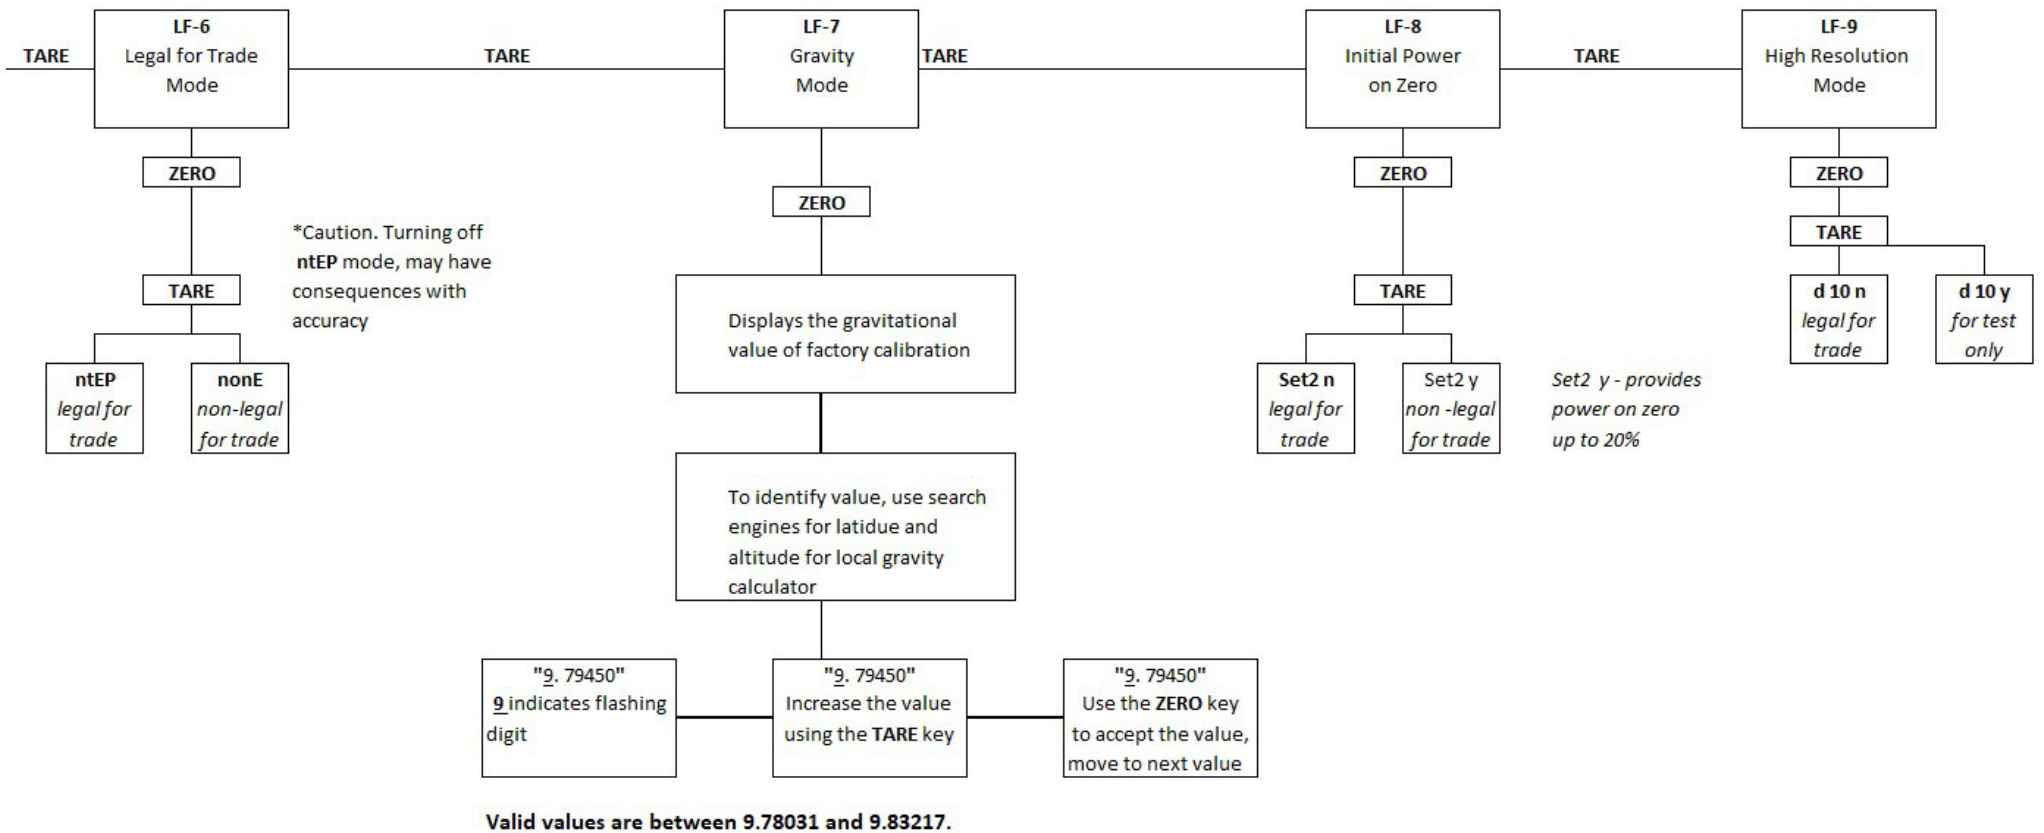 TARE
LF-6
Legal for Trade
Mode
TARE
LF-7
Gravity
Mode
TARE
LF-8
Initial Power
on Zero
TARE
LF-9
High Resolution
Mode
ZERO
*Caution. Turning off
ntEP mode, may have
consequences with
accuracy
TARE
ntEP
legal for
trade
nonE
non-legal
for trade
ZERO
Displays the gravitational
value of factory calibration
To identify value, use search
engines for latidue and
altitude for local gravity
calculator
"9. 79450"
9 indicates flashing
digit
"9. 79450"
Increase the value
using the TARE key
"9. 79450"
Use the ZERO key
to accept the value,
move to next value
Valid values are between 9.78031 and 9.83217.
ZERO
TARE
Set2 n
legal for
trade
Set2 y
non -legal
for trade
Set2 y - provides
power on zero
up to 20%
ZERO
TARE
d 10 n
legal for
trade
d 10 y
for test
only